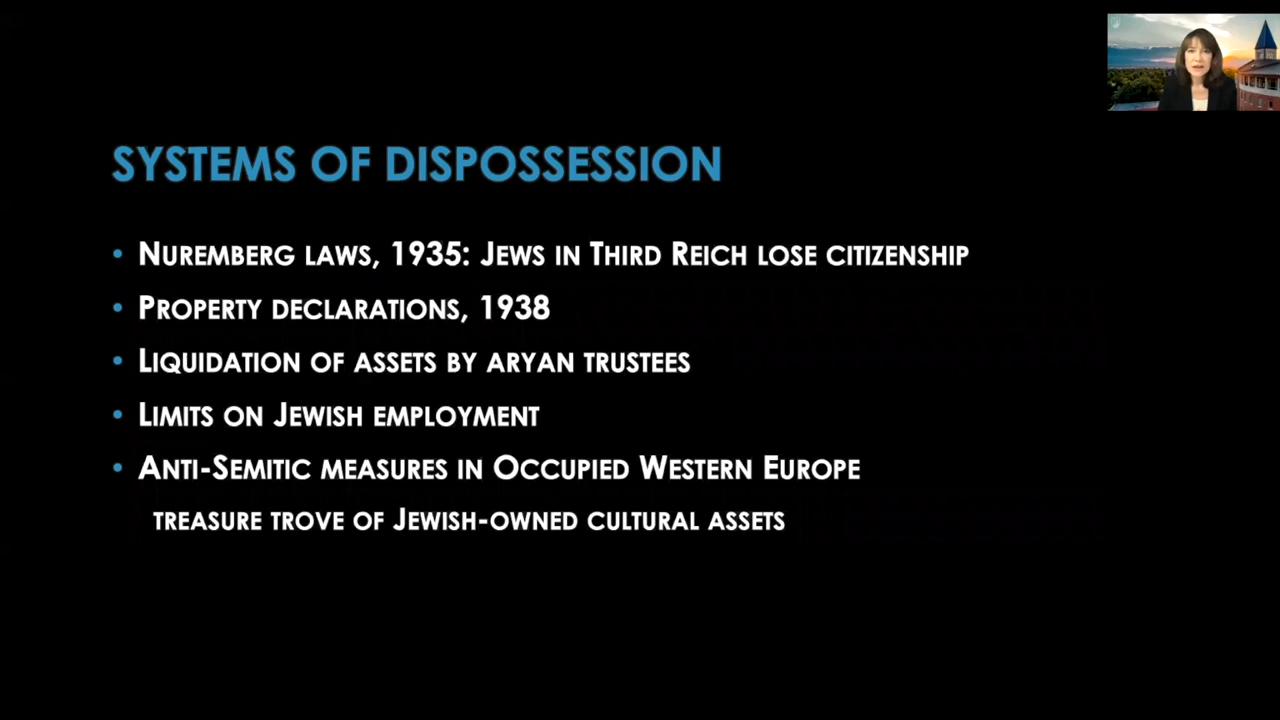 SYSTEMS OF DISPOSSESSION
• NUREMBERG LAWS, 1935: JEWS IN THIRD REICH LOSE CITIZENSHIP
• PROPERTY DECLARATIONS, 1938
• LIQUIDATION OF ASSETS BY ARYAN TRUSTEES
• LIMITS ON JEWISH EMPLOYMENT
• ANTI-SEMITIC MEASURES IN OCCUPIED WESTERN EUROPE
TREASURE TROVE OF JEWISH-OWNED CULTURAL ASSETS